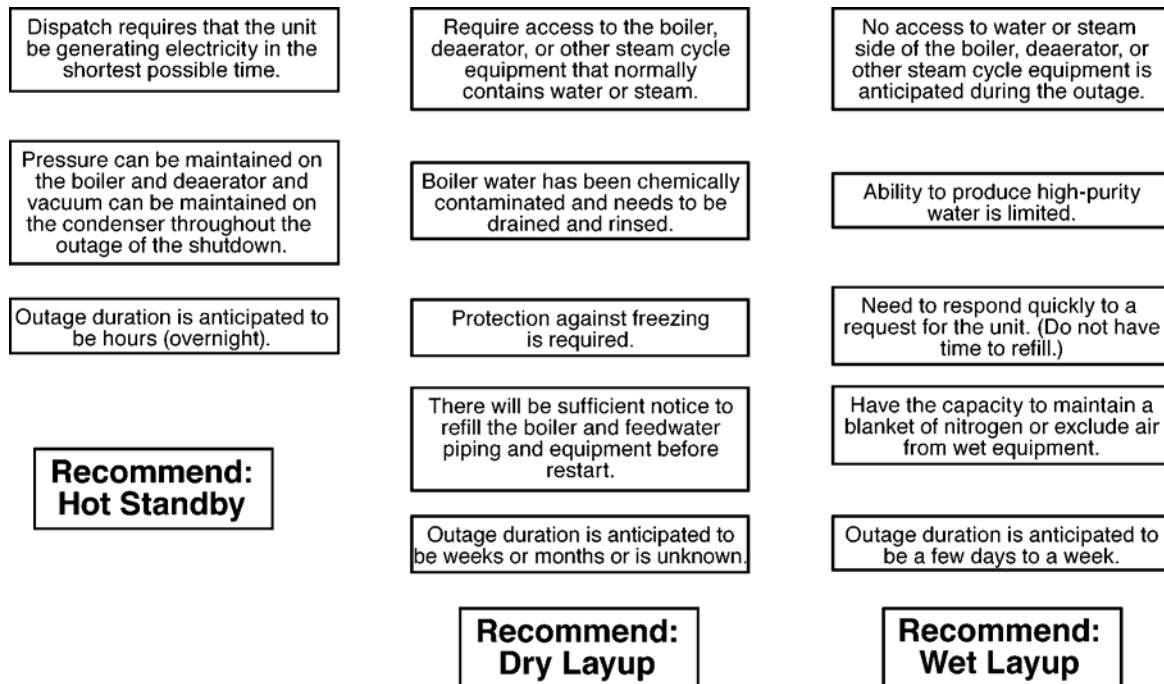 Dispatch requires that the unit
be generating electricity in the
shortest possible time.
Pressure can be maintained on
the boiler and deaerator and
vacuum can be maintained on
the condenser throughout the
outage of the shutdown.
Outage duration is anticipated to
be hours (overnight).
Recommend:
Hot Standby
Require access to the boiler,
deaerator, or other steam cycle
equipment that normally
contains water or steam.
Boiler water has been chemically
contaminated and needs to be
drained and rinsed.
Protection against freezing
is required.
There will be sufficient notice to
refill the boiler and feedwater
piping and equipment before
restart.
Outage duration is anticipated to
be weeks or months or is unknown.
Recommend:
Dry Layup
No access to water or steam
side of the boiler, deaerator, or
other steam cycle equipment is
anticipated during the outage.
Ability to produce high-purity
water is limited.
Need to respond quickly to a
request for the unit. (Do not have
time to refill.)
Have the capacity to maintain a
blanket of nitrogen or exclude air
from wet equipment.
Outage duration is anticipated to
be a few days to a week.
Recommend:
Wet Layup